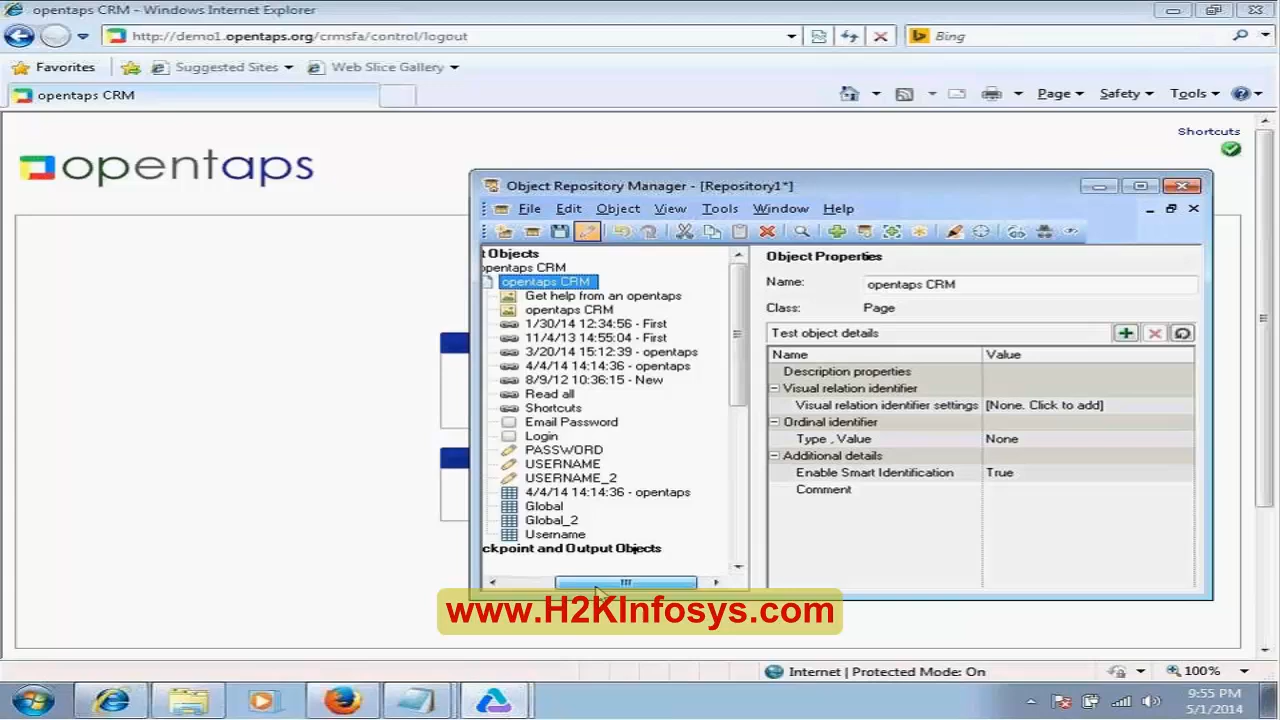 opentaps CRM - Windows Internet Explorer
http://demo1.opentaps.org/crmsfa/control/logout
Bing
Favorites
Suggested Sites
Web Slice Gallery
opentaps CRM
Page
Safety
Tools
Shortcuts
opentaps
Object Repository Manager - [Repository1*]
File Edit Object View Tools Window Help
t Objects
opentaps CRM
opentaps CRM
Get help from an opentaps
opentaps CRM
1/30/14 12:34:56 - First
11/4/13 14:55:04 - First
3/20/14 15:12:39 - opentaps
4/4/14 14:14:36 - opentaps
8/9/12 10:36:15 - New
Read all
Shortcuts
Email Password
Login
PASSWORD
USERNAME
USERNAME_2
4/4/14 14:14:36 - opentaps
Global
Global_2
Username
ckpoint and Output Objects
Object Properties
Name: opentaps CRM
Class: Page
Test object details
Name Value
Description properties
Visual relation identifier
Visual relation identifier settings [None. Click to add]
Ordinal identifier
Type , Value None
Additional details
Enable Smart Identification True
Comment
www.H2KInfosys.com
Internet | Protected Mode: On
100%
9:55 PM
5/1/2014